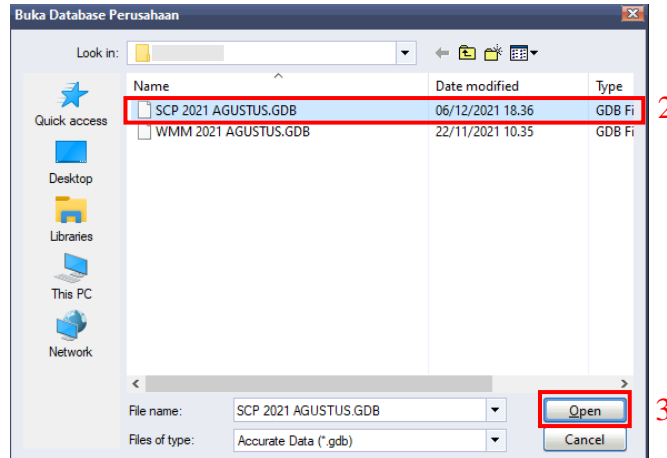 Buka Database Perusahaan
Look in:
Name Date modified Type
SCP 2021 AGUSTUS.GDB 06/12/2021 18.36 GDB Fi 2
WMM 2021 AGUSTUS.GDB 22/11/2021 10.35 GDB Fi
Quick access
Desktop
Libraries
This PC
Network
File name: SCP 2021 AGUSTUS.GDB Open 3
Files of type: Accurate Data (*.gdb) Cancel